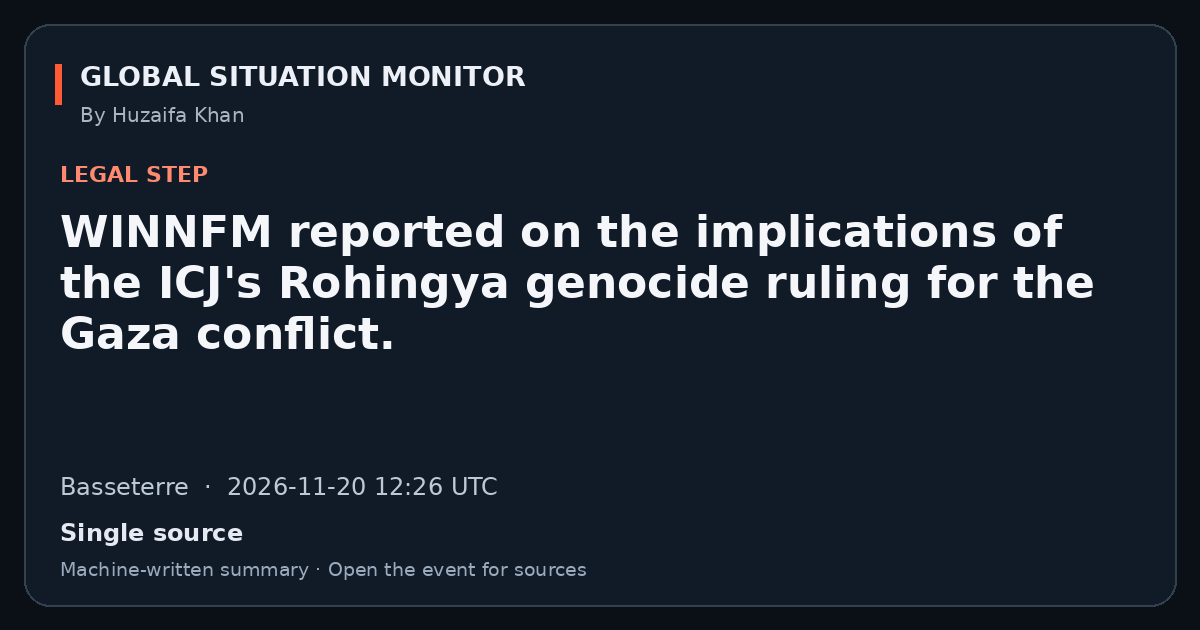 GLOBAL SITUATION MONITOR
By Huzaifa Khan
LEGAL STEP
WINNFM reported on the implications of
the ICJ's Rohingya genocide ruling for the
Gaza conflict.
Basseterre · 2026-11-20 12:26 UTC
Single source
Machine-written summary · Open the event for sources